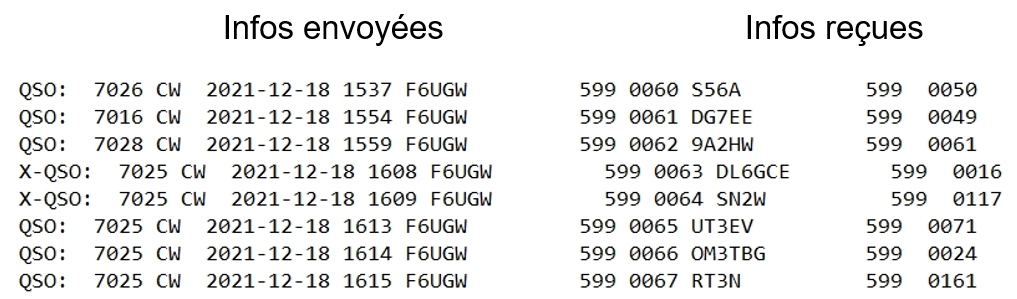 Infos envoyées Infos reçues
QSO: 7026 CW 2021-12-18 1537 F6UGW 599 0060 S56A 599 0050
QSO: 7016 CW 2021-12-18 1554 F6UGW 599 0061 DG7EE 599 0049
QSO: 7028 CW 2021-12-18 1559 F6UGW 599 0062 9A2HW 599 0061
X-QSO: 7025 CW 2021-12-18 1608 F6UGW 599 0063 DL6GCE 599 0016
X-QSO: 7025 CW 2021-12-18 1609 F6UGW 599 0064 SN2W 599 0117
QSO: 7025 CW 2021-12-18 1613 F6UGW 599 0065 UT3EV 599 0071
QSO: 7025 CW 2021-12-18 1614 F6UGW 599 0066 OM3TBG 599 0024
QSO: 7025 CW 2021-12-18 1615 F6UGW 599 0067 RT3N 599 0161